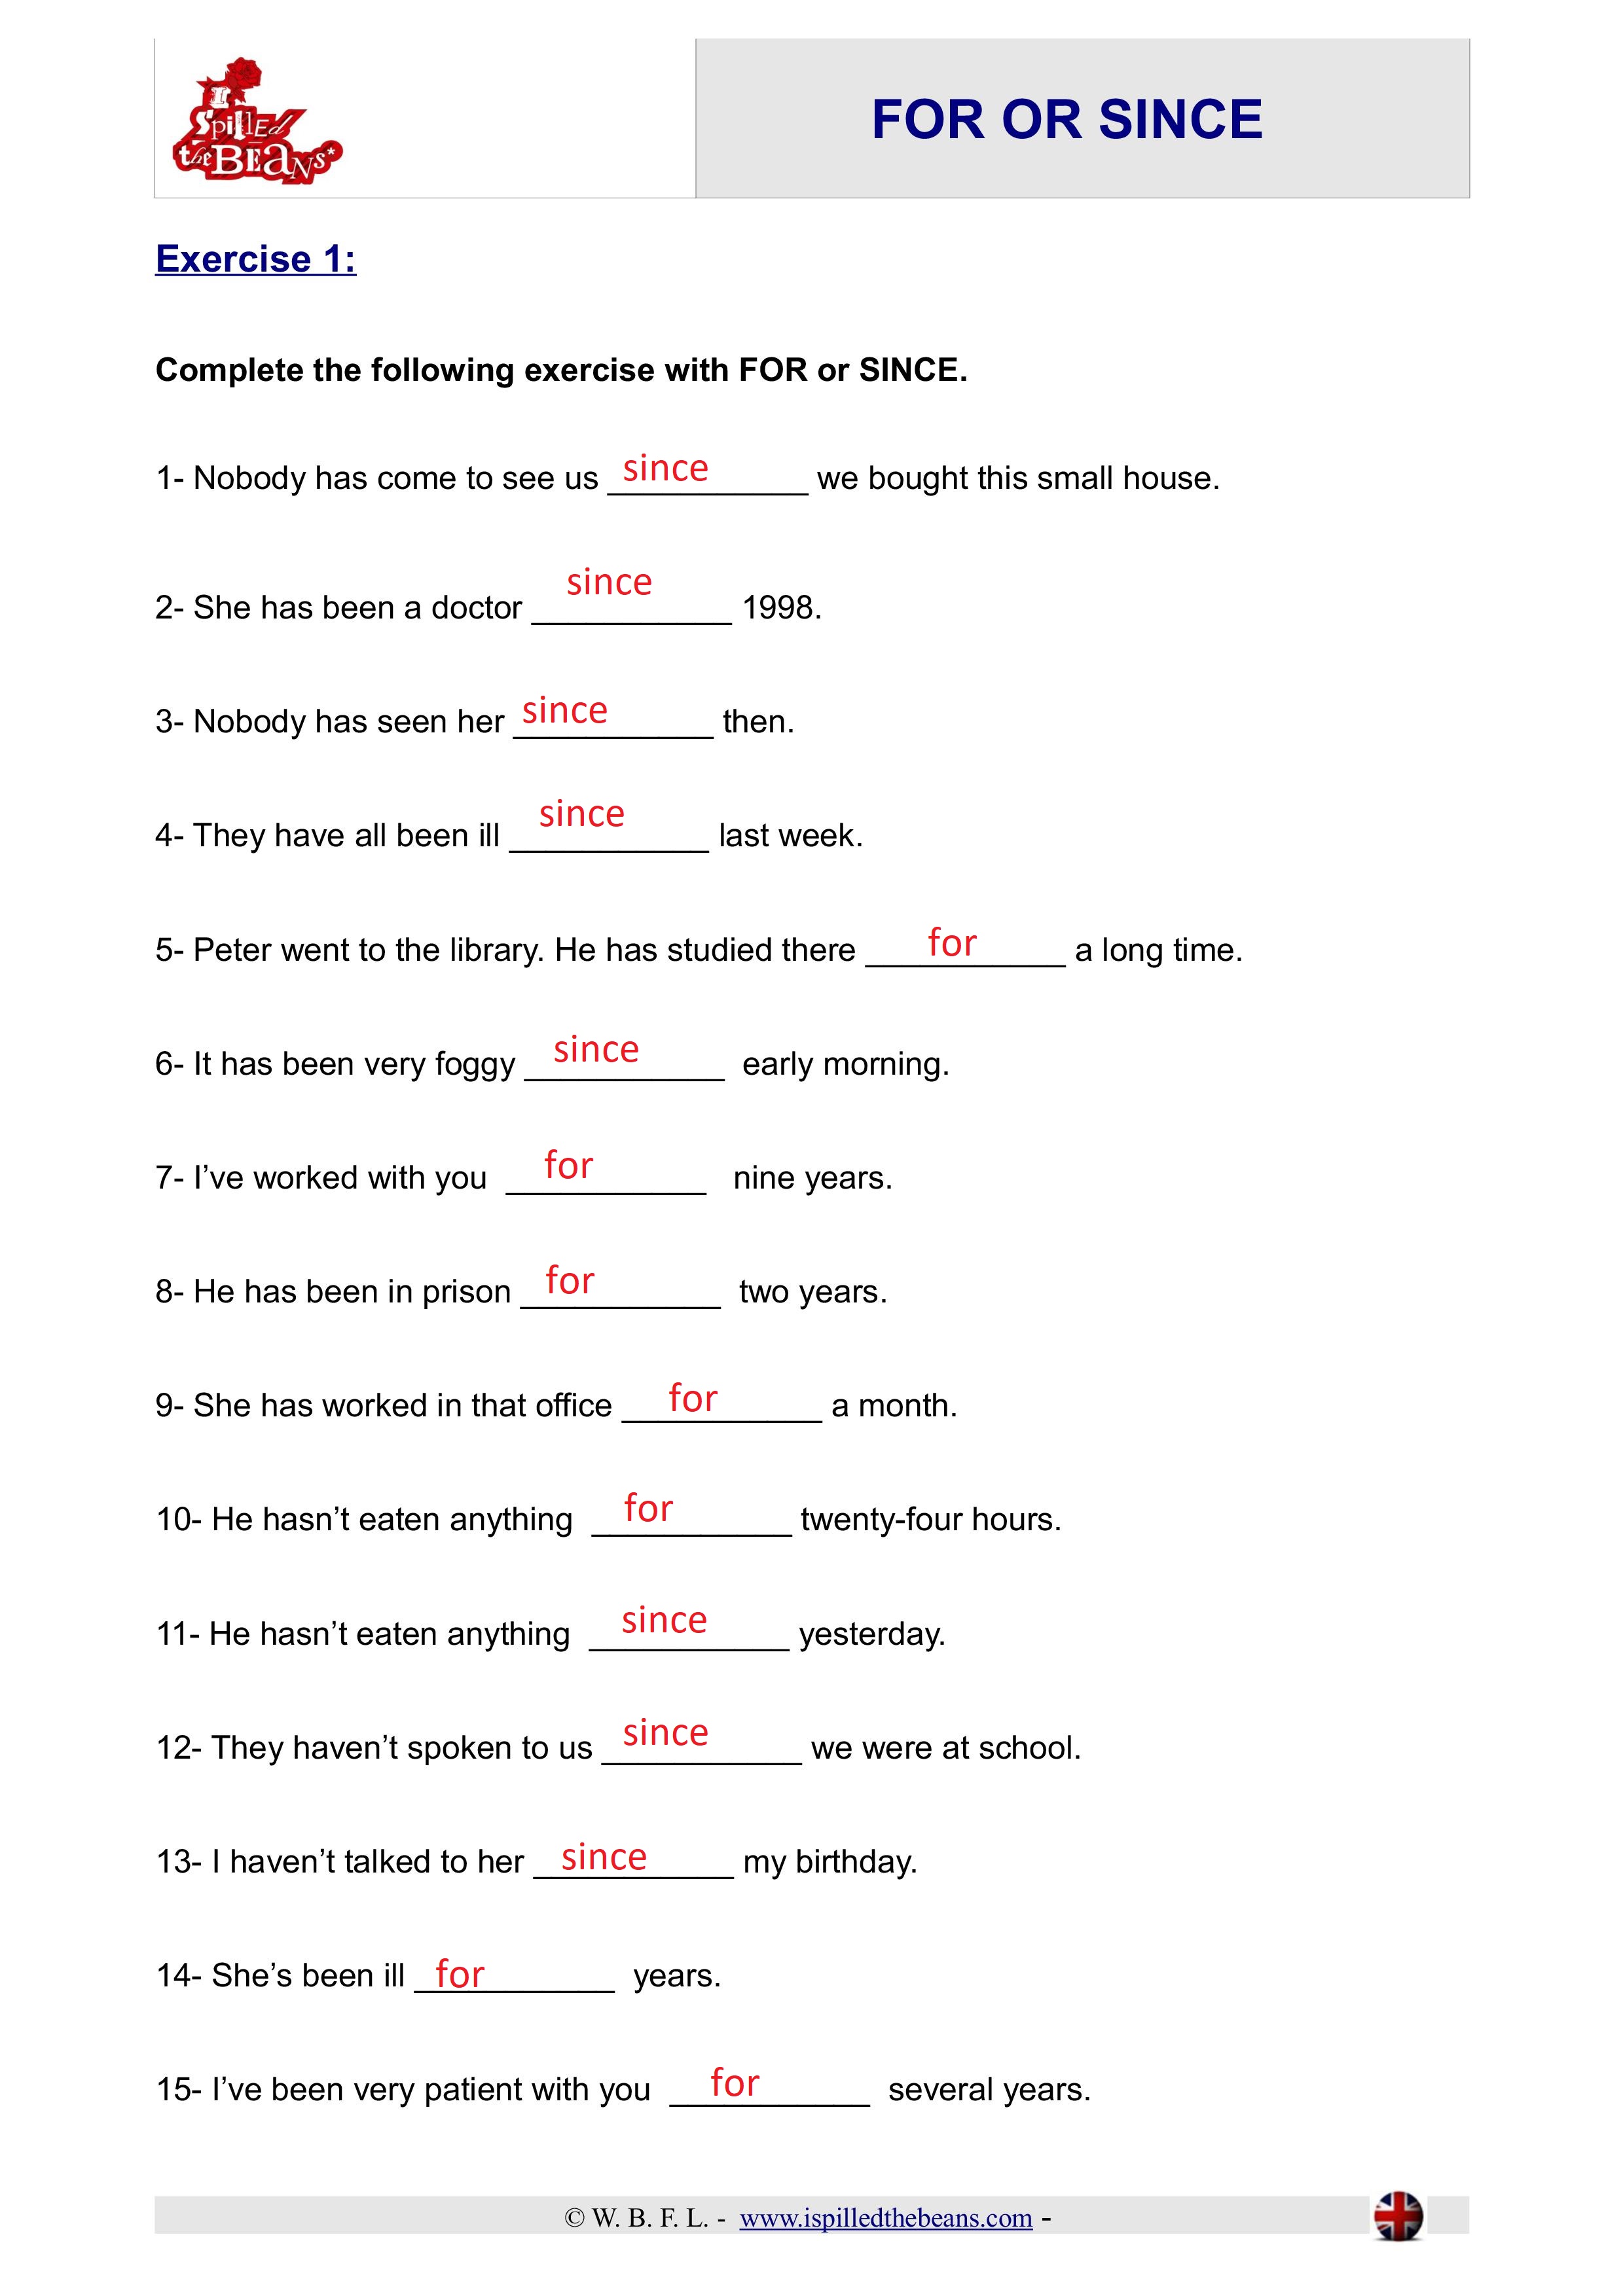 I
SpillEd
theBEaNs*
FOR OR SINCE
Exercise 1:
Complete the following exercise with FOR or SINCE.
1- Nobody has come to see us since we bought this small house.
2- She has been a doctor since 1998.
3- Nobody has seen her since then.
4- They have all been ill since last week.
5- Peter went to the library. He has studied there for a long time.
6- It has been very foggy since early morning.
7- I’ve worked with you for nine years.
8- He has been in prison for two years.
9- She has worked in that office for a month.
10- He hasn’t eaten anything for twenty-four hours.
11- He hasn’t eaten anything since yesterday.
12- They haven’t spoken to us since we were at school.
13- I haven’t talked to her since my birthday.
14- She’s been ill for years.
15- I’ve been very patient with you for several years.
© W. B. F. L. - www.ispilledthebeans.com -